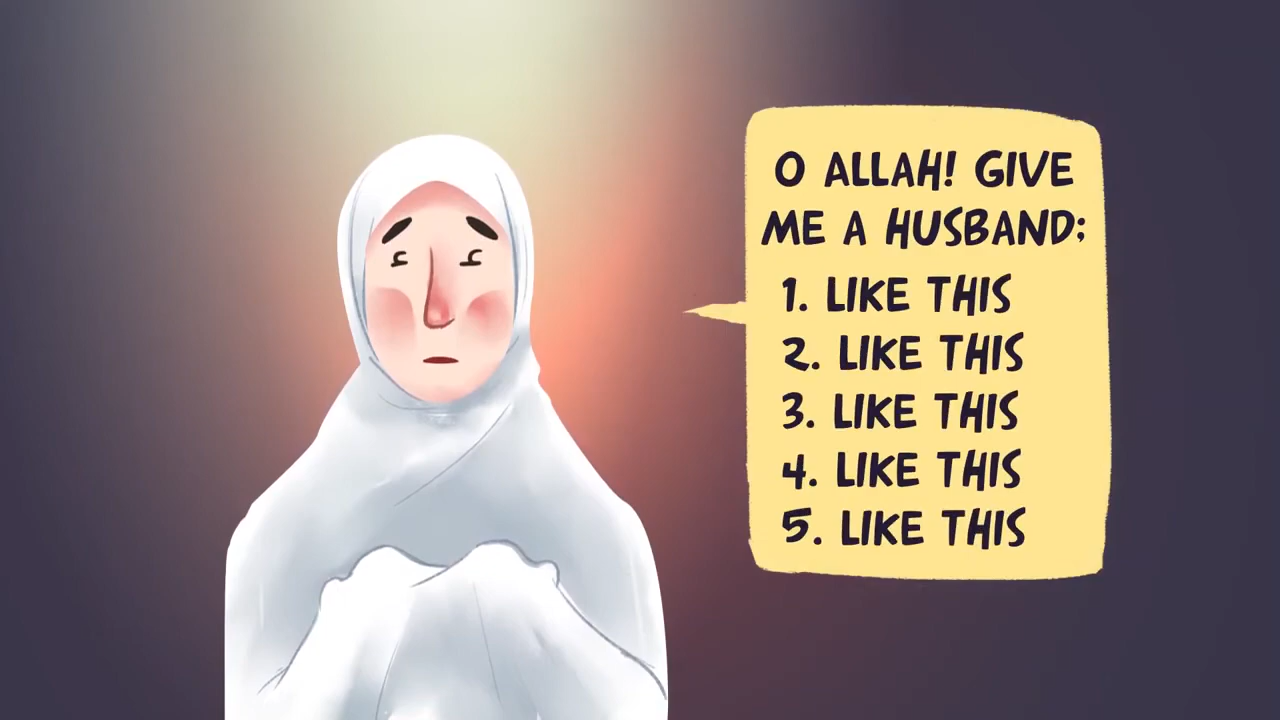 O ALLAH! GIVE
ME A HUSBAND;
1. LIKE THIS
2. LIKE THIS
3. LIKE THIS
4. LIKE THIS
5. LIKE THIS